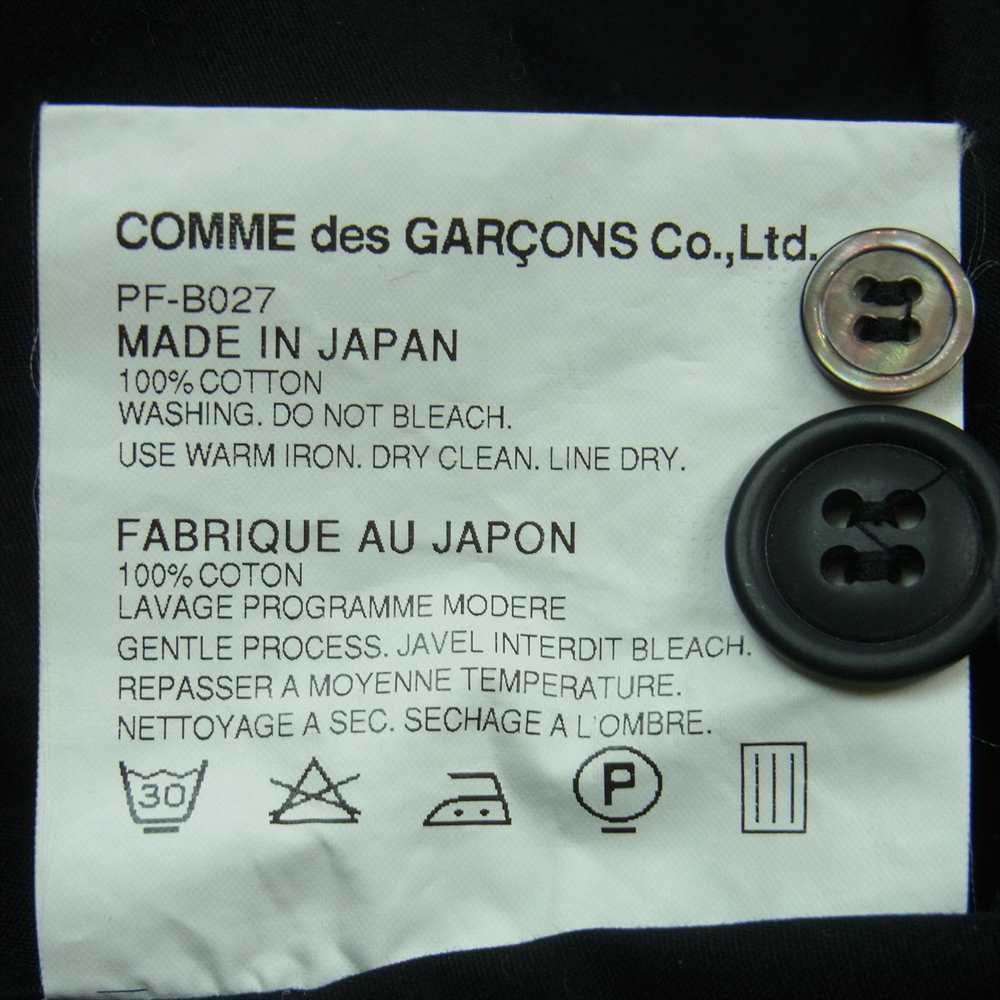 COMME des GARÇONS Co.,Ltd.
PF-B027
MADE IN JAPAN
100% COTTON
WASHING. DO NOT BLEACH.
USE WARM IRON. DRY CLEAN. LINE DRY.
FABRIQUE AU JAPON
100% COTON
LAVAGE PROGRAMME MODERE
GENTLE PROCESS. JAVEL INTERDIT BLEACH.
REPASSER A MOYENNE TEMPERATURE.
NETTOYAGE A SEC. SECHAGE A L'OMBRE.
30 P